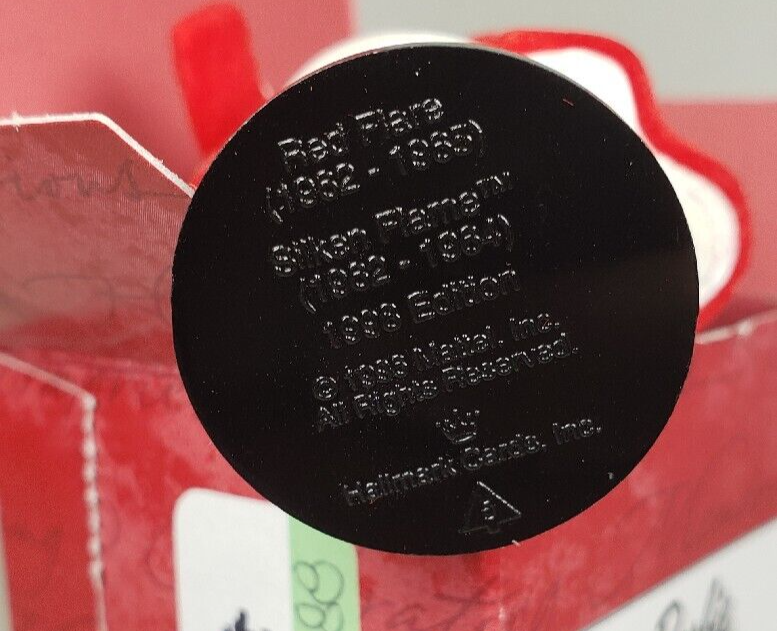 Red Flare
(1962 - 1965)
Silken Flame™
(1962 - 1964)
1998 Edition
© 1998 Mattel, Inc.
All Rights Reserved.
Hallmark Cards, Inc.